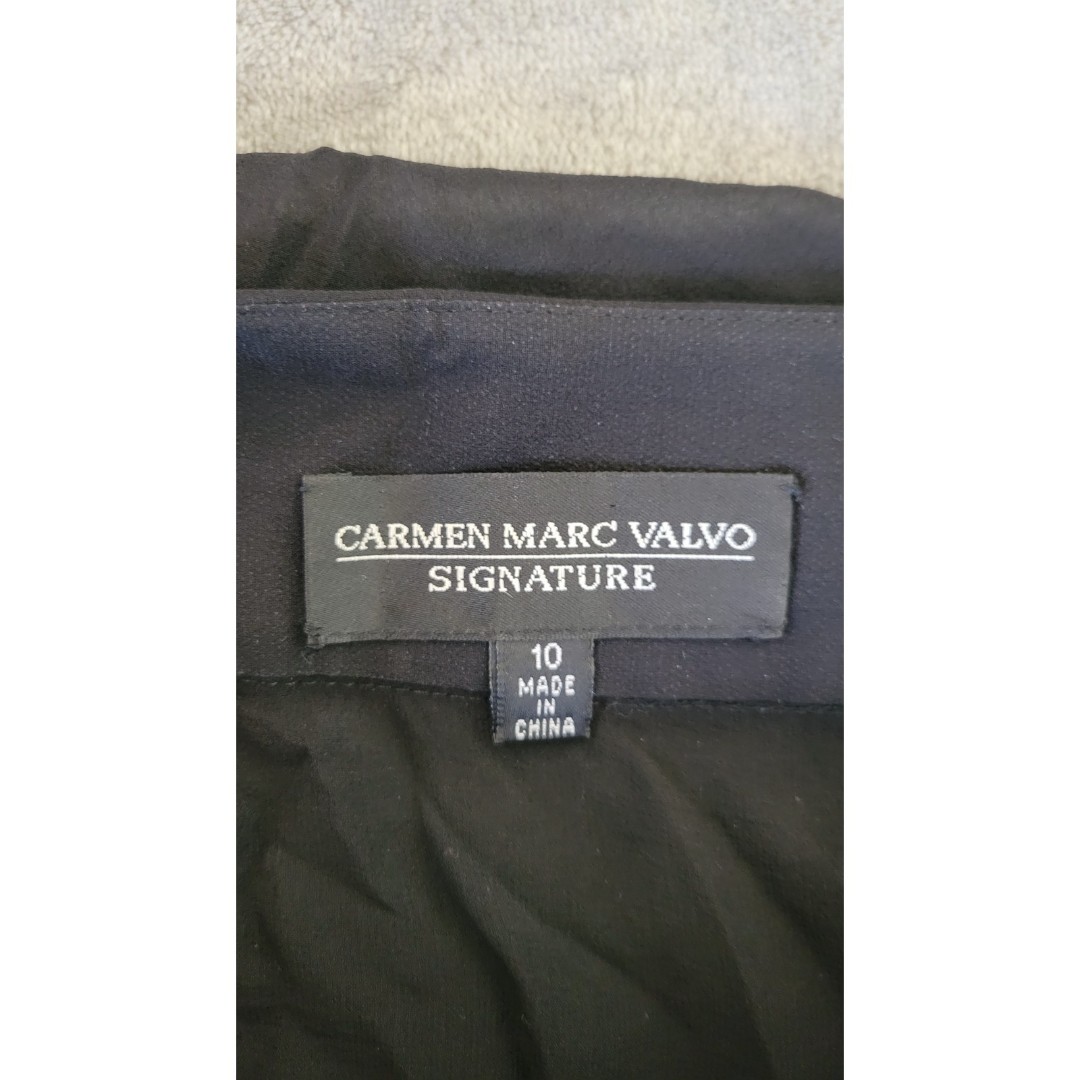 CARMEN MARC VALVO
SIGNATURE
10
MADE
IN
CHINA